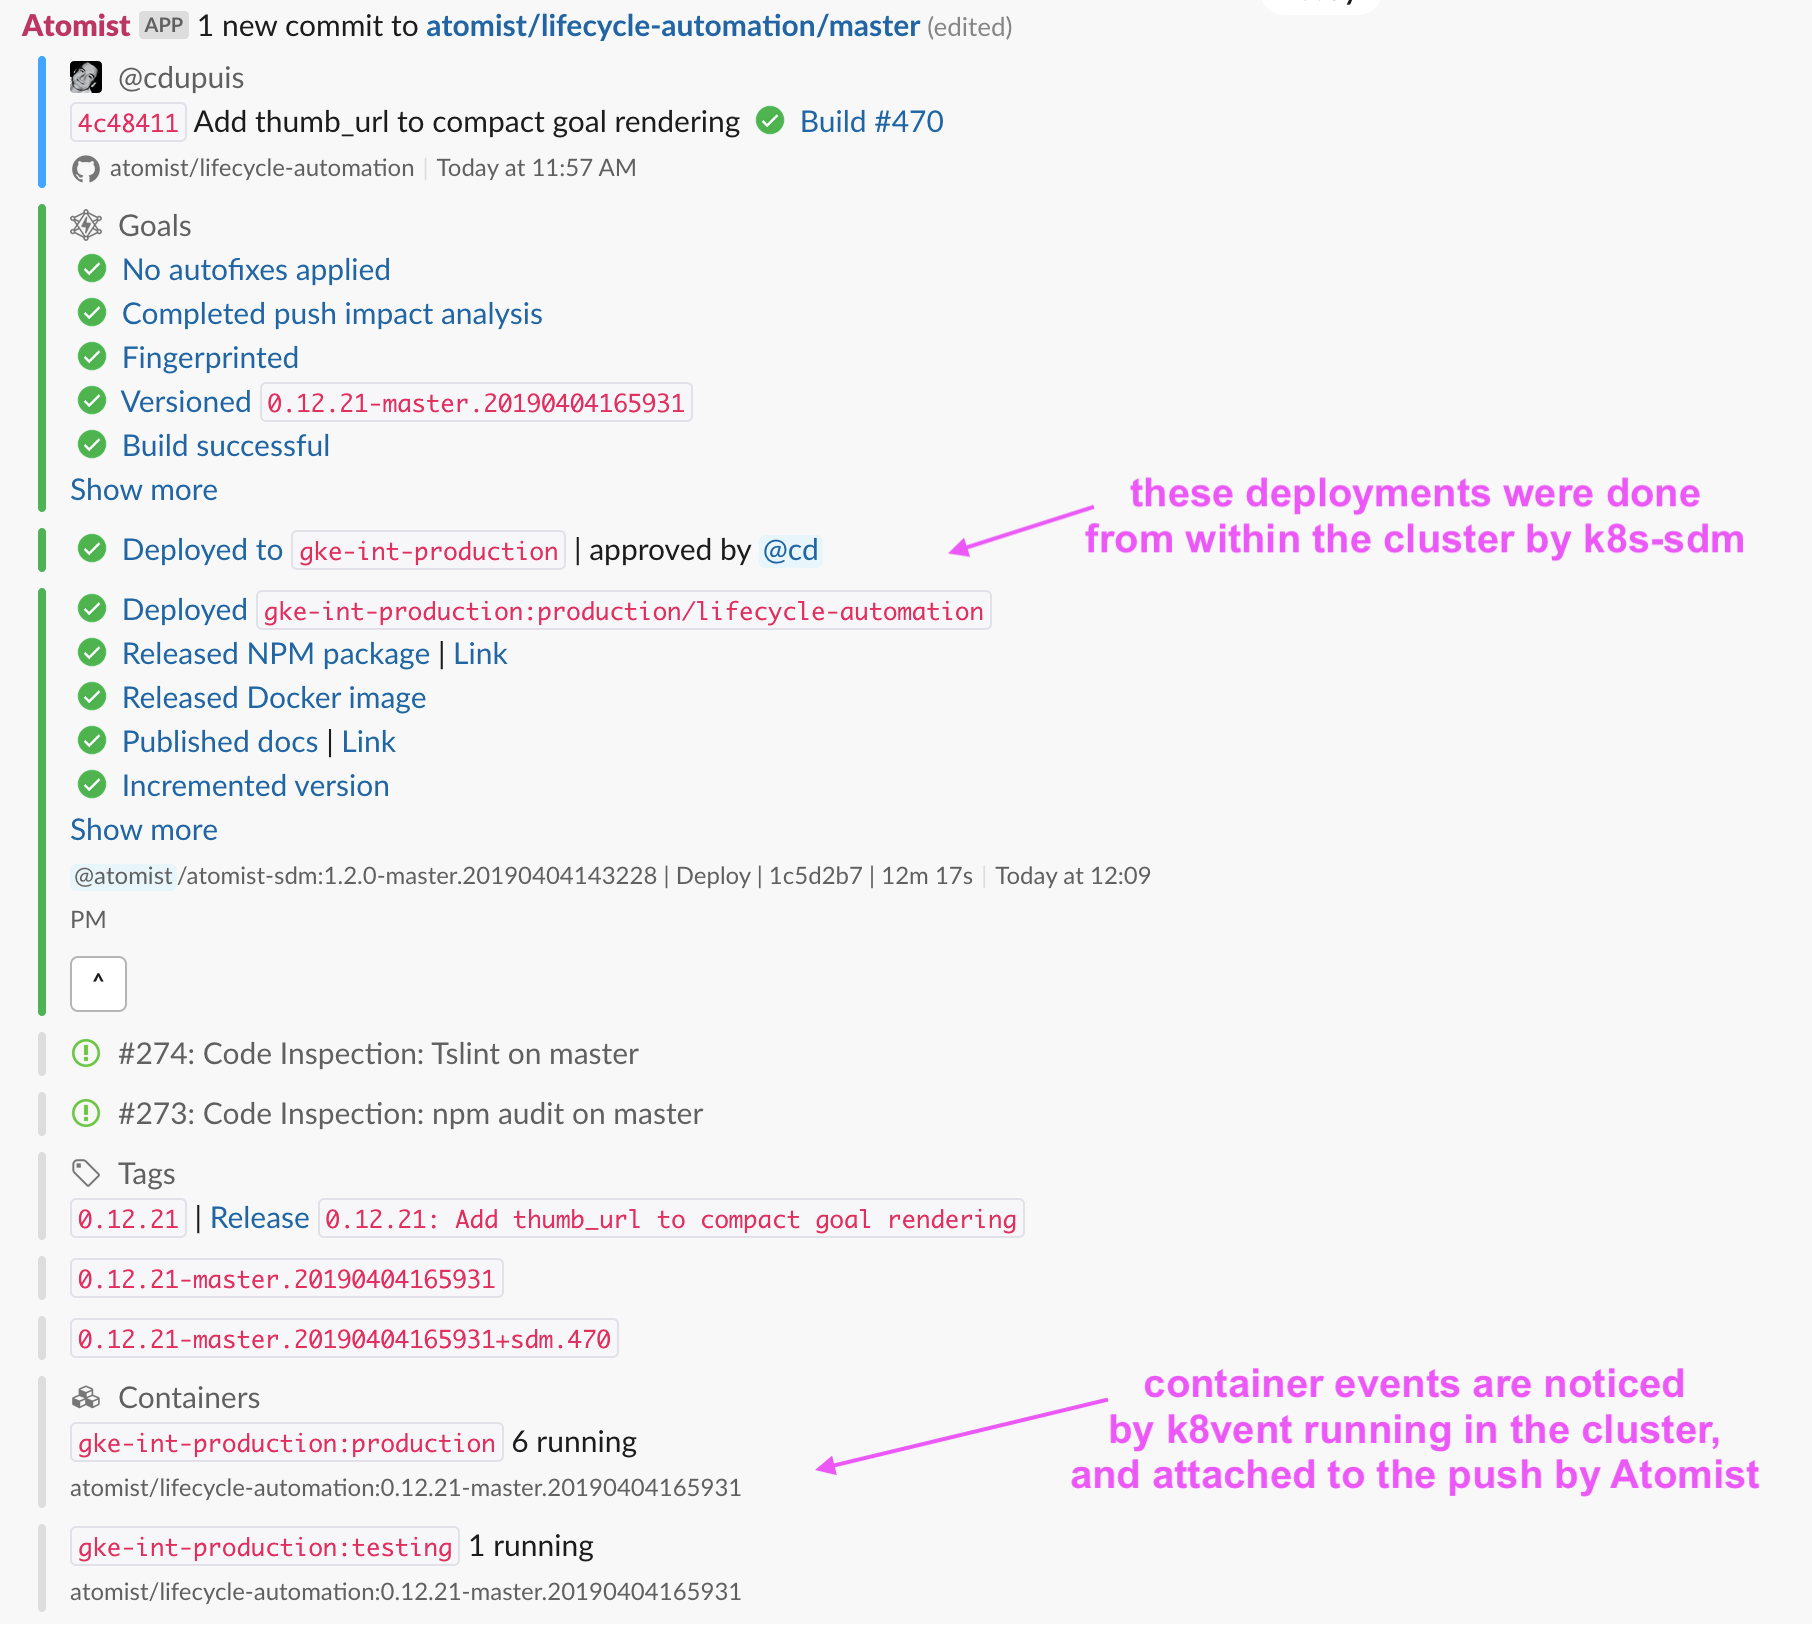 Atomist APP 1 new commit to atomist/lifecycle-automation/master (edited)
@cdupuis
4c48411 Add thumb_url to compact goal rendering Build #470
atomist/lifecycle-automation | Today at 11:57 AM
Goals
No autofixes applied
Completed push impact analysis
Fingerprinted
Versioned 0.12.21-master.20190404165931
Build successful
Show more
these deployments were done
from within the cluster by k8s-sdm
Deployed to gke-int-production | approved by @cd
Deployed gke-int-production:production/lifecycle-automation
Released NPM package | Link
Released Docker image
Published docs | Link
Incremented version
Show more
@atomist/atomist-sdm:1.2.0-master.20190404143228 | Deploy | 1c5d2b7 | 12m 17s | Today at 12:09
PM
^
#274: Code Inspection: Tslint on master
#273: Code Inspection: npm audit on master
Tags
0.12.21 | Release 0.12.21: Add thumb_url to compact goal rendering
0.12.21-master.20190404165931
0.12.21-master.20190404165931+sdm.470
container events are noticed
by k8vent running in the cluster,
and attached to the push by Atomist
Containers
gke-int-production:production 6 running
atomist/lifecycle-automation:0.12.21-master.20190404165931
gke-int-production:testing 1 running
atomist/lifecycle-automation:0.12.21-master.20190404165931